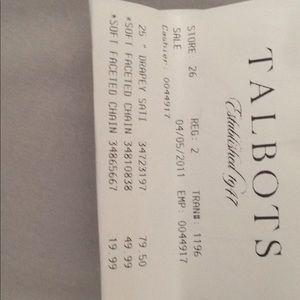 TALBOTS
Established 1947
STORE 26 REG: 2 TRAN#: 1196
SALE 04/05/2011 EMP: 0044917
Cashier: 0044917
25 " DRAPEY SATI 34723197 79.50
*SOFT FACETED CHAIN 34810838 49.99
*SOFT FACETED CHAIN 34865667 19.99